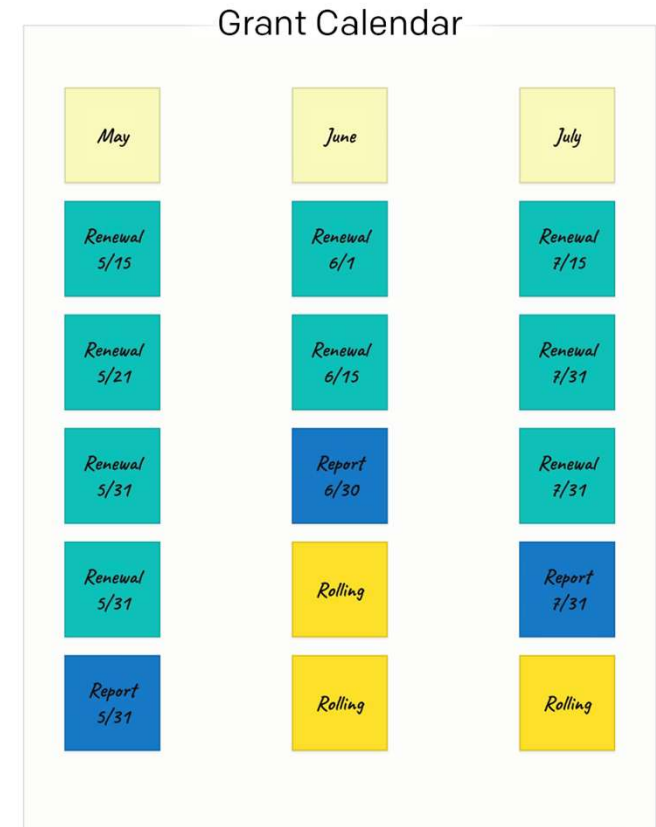 Grant Calendar
May
Renewal
5/15
Renewal
5/21
Renewal
5/31
Renewal
5/31
Report
5/31
June
Renewal
6/1
Renewal
6/15
Report
6/30
Rolling
Rolling
July
Renewal
7/15
Renewal
7/31
Renewal
7/31
Report
7/31
Rolling